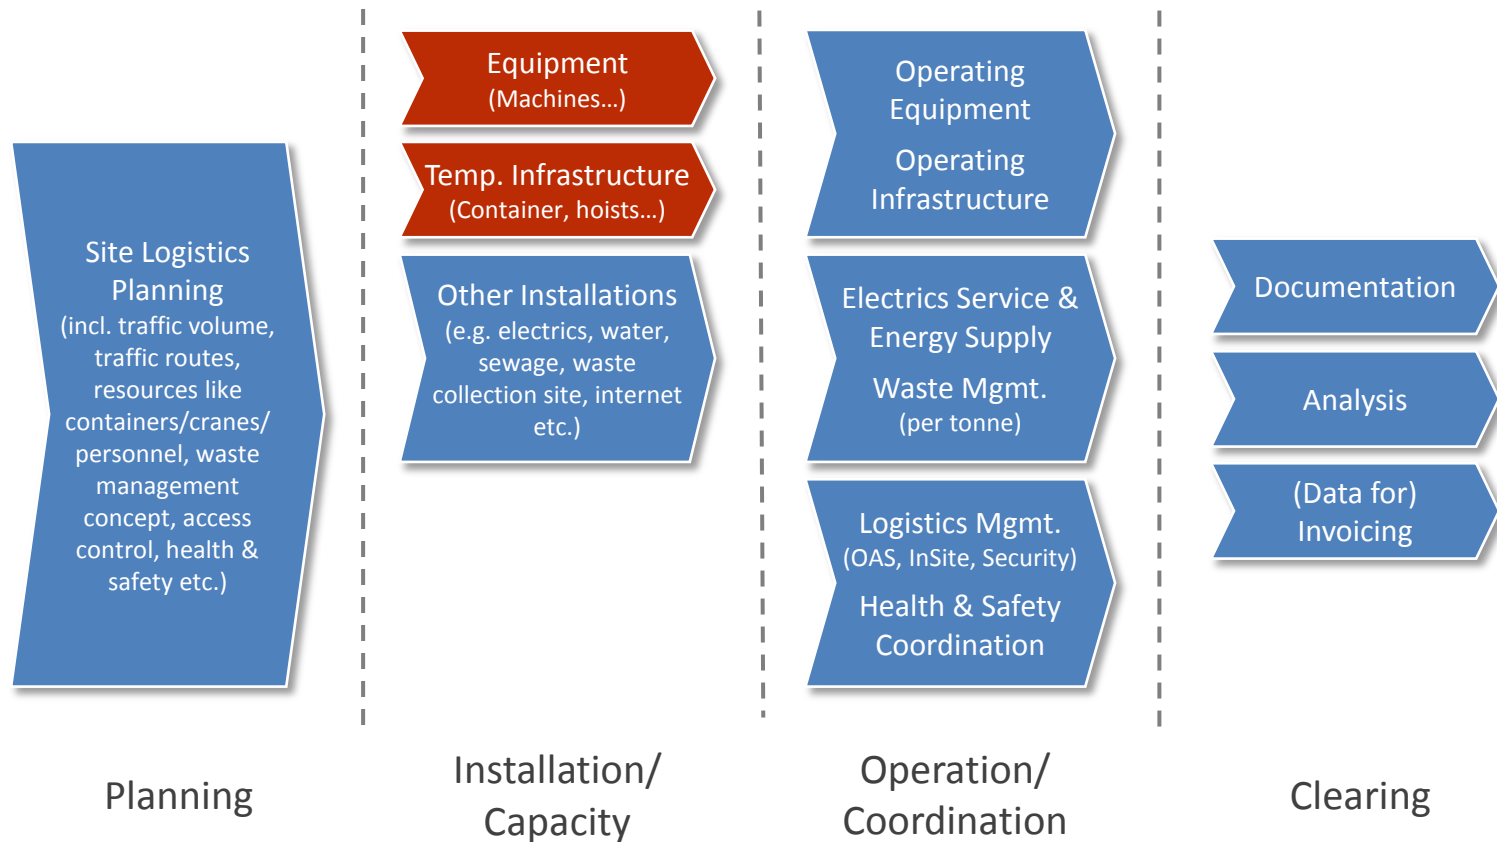 Site Logistics
Planning
(incl. traffic volume,
traffic routes,
resources like
containers/cranes/
personnel, waste
management
concept, access
control, health &
safety etc.)
Planning
Equipment
(Machines...)
Temp. Infrastructure
(Container, hoists...)
Other Installations
(e.g. electrics, water,
sewage, waste
collection site, internet
etc.)
Installation/
Capacity
Operating
Equipment
Operating
Infrastructure
Electrics Service &
Energy Supply
Waste Mgmt.
(per tonne)
Logistics Mgmt.
(OAS, InSite, Security)
Health & Safety
Coordination
Operation/
Coordination
Documentation
Analysis
(Data for)
Invoicing
Clearing